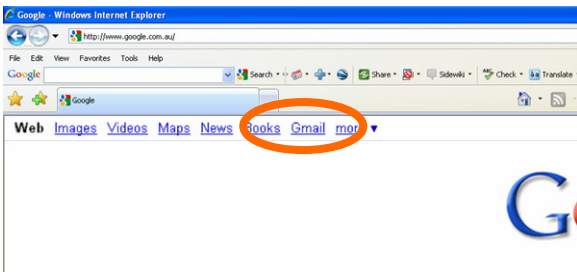 Google - Windows Internet Explorer
http://www.google.com.au/
File Edit View Favorites Tools Help
Google Search Share Sidewiki Check Translate
Google
Web Images Videos Maps News Books Gmail mor
G